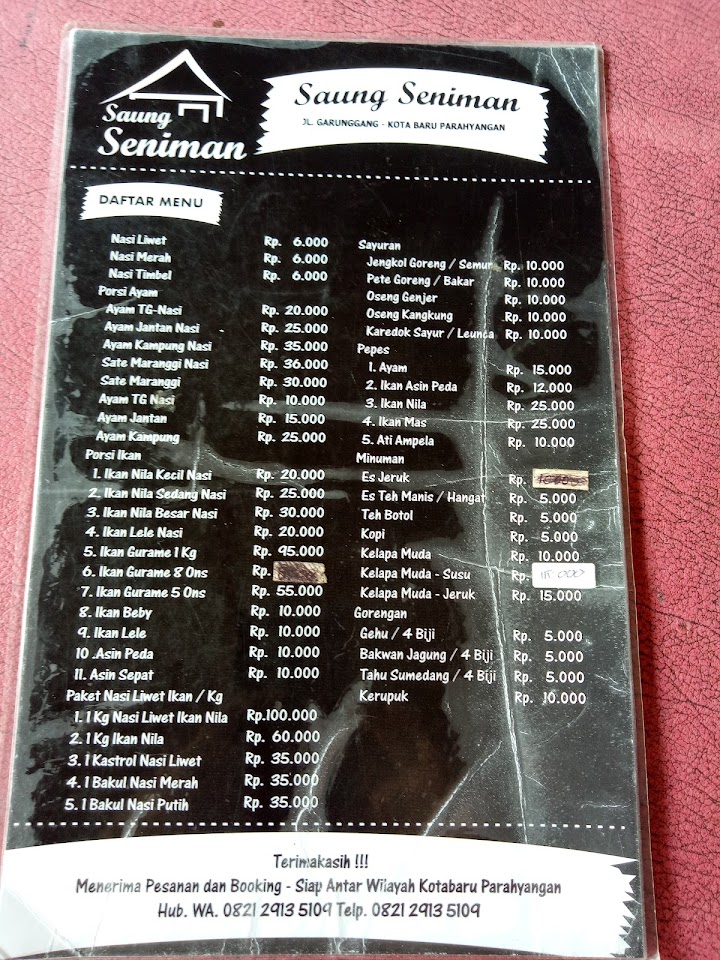 Saung
Seniman
Saung Seniman
JL. GARUNGGANG - KOTA BARU PARAHYANGAN
DAFTAR MENU
Nasi Liwet Rp. 6.000
Nasi Merah Rp. 6.000
Nasi Timbel Rp. 6.000
Porsi Ayam
Ayam TG-Nasi Rp. 20.000
Ayam Jantan Nasi Rp. 25.000
Ayam Kampung Nasi Rp. 35.000
Sate Maranggi Nasi Rp. 36.000
Sate Maranggi Rp. 30.000
Ayam TG Nasi Rp. 10.000
Ayam Jantan Rp. 15.000
Ayam Kampung Rp. 25.000
Porsi Ikan
1. Ikan Nila Kecil Nasi Rp. 20.000
2. Ikan Nila Sedang Nasi Rp. 25.000
3. Ikan Nila Besar Nasi Rp. 30.000
4. Ikan Lele Nasi Rp. 20.000
5. Ikan Gurame 1 Kg Rp. 95.000
6. Ikan Gurame 8 Ons Rp.
7. Ikan Gurame 5 Ons Rp. 55.000
8. Ikan Beby Rp. 10.000
9. Ikan Lele Rp. 10.000
10 .Asin Peda Rp. 10.000
11. Asin Sepat Rp. 10.000
Paket Nasi Liwet Ikan / Kg
1. 1 Kg Nasi Liwet Ikan Nila Rp.100.000
2. 1 Kg Ikan Nila Rp. 60.000
3. 1 Kastrol Nasi Liwet Rp. 35.000
4. 1 Bakul Nasi Merah Rp. 35.000
5. 1 Bakul Nasi Putih Rp. 35.000
Sayuran
Jengkol Goreng / Semur Rp. 10.000
Pete Goreng / Bakar Rp. 10.000
Oseng Genjer Rp. 10.000
Oseng Kangkung Rp. 10.000
Karedok Sayur / Leunca Rp. 10.000
Pepes
1. Ayam Rp. 15.000
2. Ikan Asin Peda Rp. 12.000
3. Ikan Nila Rp. 25.000
4. Ikan Mas Rp. 25.000
5. Ati Ampela Rp. 10.000
Minuman
Es Jeruk Rp.
Es Teh Manis / Hangat Rp. 5.000
Teh Botol Rp. 5.000
Kopi Rp. 5.000
Kelapa Muda Rp. 10.000
Kelapa Muda - Susu Rp.
Kelapa Muda - Jeruk Rp. 15.000
Gorengan
Gehu / 4 Biji Rp. 5.000
Bakwan Jagung / 4 Biji Rp. 5.000
Tahu Sumedang / 4 Biji Rp. 5.000
Kerupuk Rp. 10.000
Terimakasih !!!
Menerima Pesanan dan Booking - Siap Antar Wilayah Kotabaru Parahyangan
Hub. WA. 0821 2913 5109 Telp. 0821 2913 5109